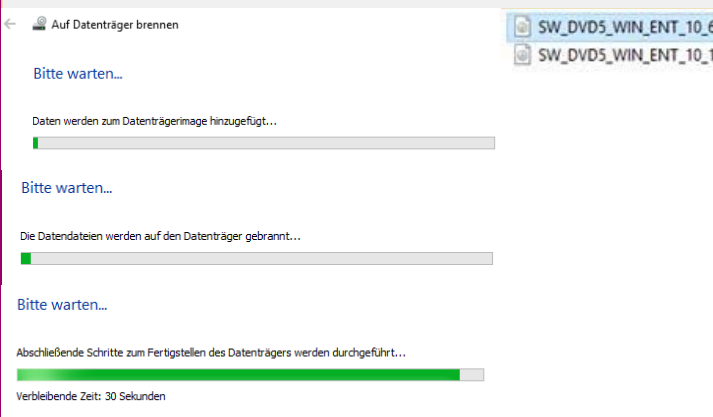 Auf Datenträger brennen
SW_DVD5_WIN_ENT_10_6
SW_DVD5_WIN_ENT_10_1
Bitte warten...
Daten werden zum Datenträgerimage hinzugefügt...
Bitte warten...
Die Datendateien werden auf den Datenträger gebrannt...
Bitte warten...
Abschließende Schritte zum Fertigstellen des Datenträgers werden durchgeführt...
Verbleibende Zeit: 30 Sekunden